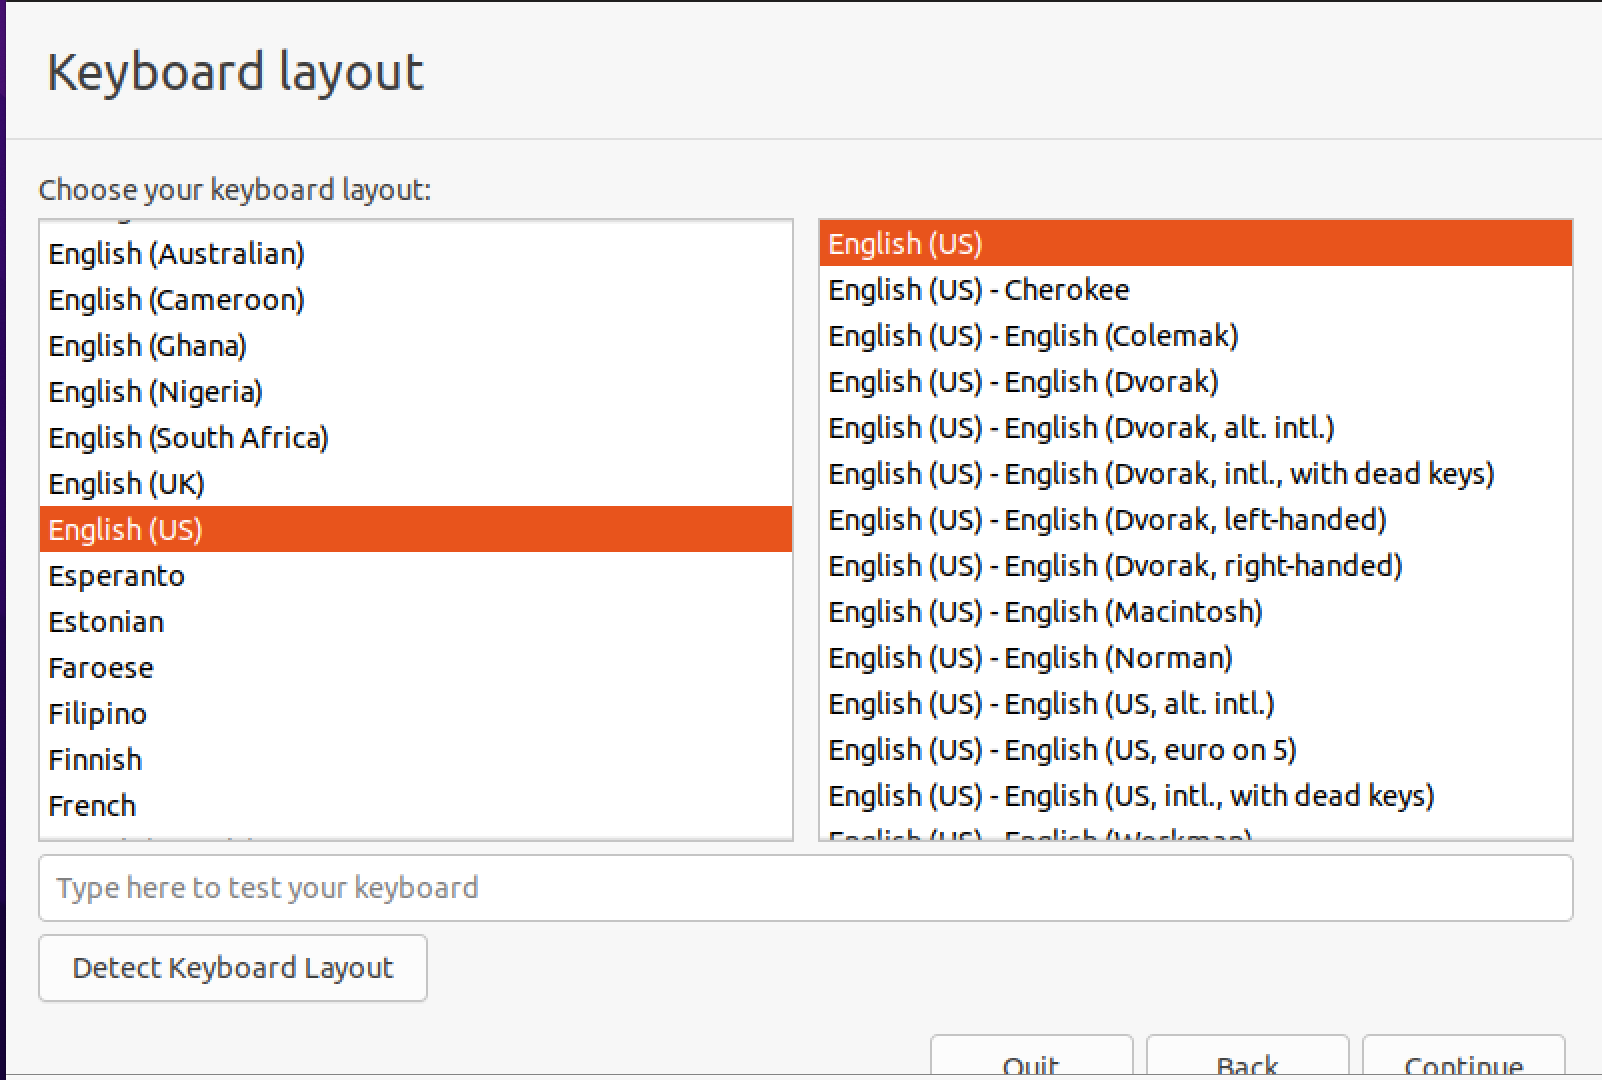 Keyboard layout
Choose your keyboard layout:
English (Australian)
English (Cameroon)
English (Ghana)
English (Nigeria)
English (South Africa)
English (UK)
English (US)
Esperanto
Estonian
Faroese
Filipino
Finnish
French
English (US)
English (US) - Cherokee
English (US) - English (Colemak)
English (US) - English (Dvorak)
English (US) - English (Dvorak, alt. intl.)
English (US) - English (Dvorak, intl., with dead keys)
English (US) - English (Dvorak, left-handed)
English (US) - English (Dvorak, right-handed)
English (US) - English (Macintosh)
English (US) - English (Norman)
English (US) - English (US, alt. intl.)
English (US) - English (US, euro on 5)
English (US) - English (US, intl., with dead keys)
English (US) - English (Workman)
Type here to test your keyboard
Detect Keyboard Layout
Quit
Back
Continue